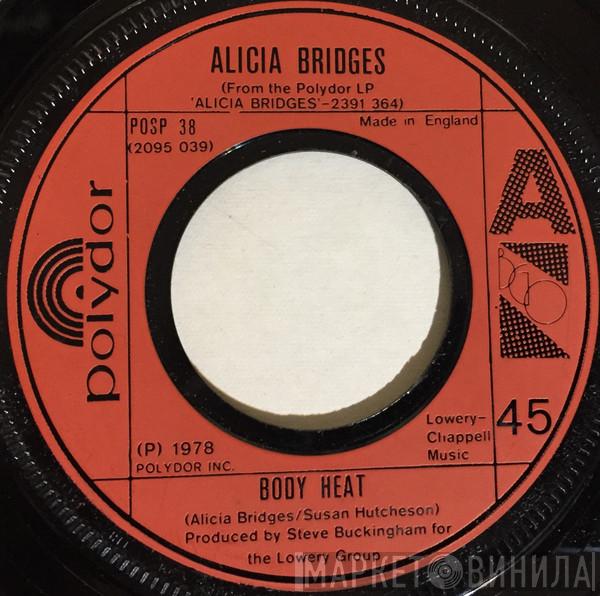 ALICIA BRIDGES
(From the Polydor LP
'ALICIA BRIDGES'-2391 364)
POSP 38
(2095 039)
Made in England
polydor
A
45
Lowery-
Chappell
Music
(P) 1978
POLYDOR INC.
BODY HEAT
(Alicia Bridges/Susan Hutcheson)
Produced by Steve Buckingham for
the Lowery Group
МАРКЕТ ВИНИЛА